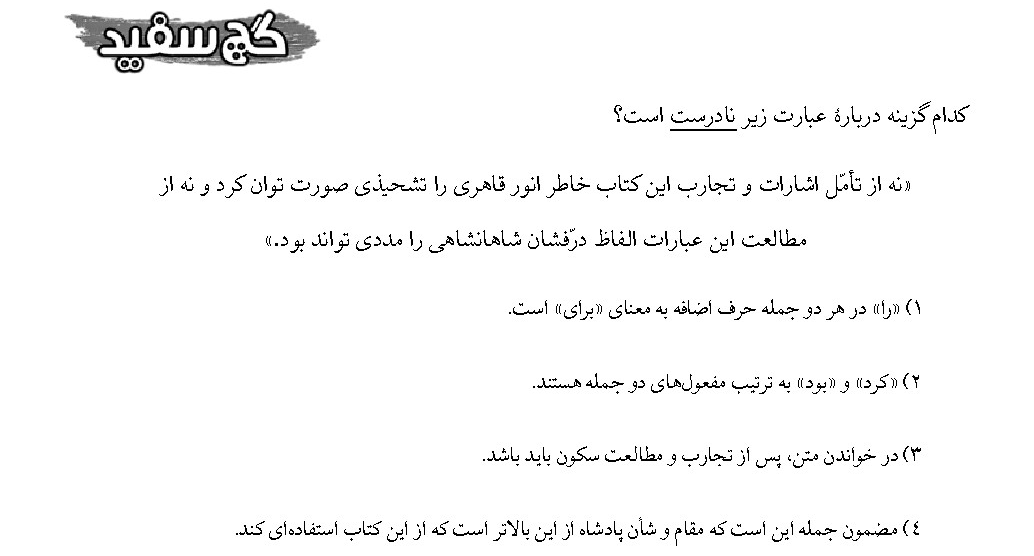 گچ سفید
کدام گزینه دربارهٔ عبارت زیر نادرست است؟
«نه از تأمّل اشارات و تجارب این کتاب خاطر انور قاهری را تشحیذی صورت توان کرد و نه از
مطالعت این عبارات الفاظ درّفشان شاهانشاهی را مددی تواند بود.»
۱) «را» در هر دو جمله حرف اضافه به معنای «برای» است.
۲) «کرد» و «بود» به ترتیب مفعول‌های دو جمله هستند.
۳) در خواندن متن، پس از تجارب و مطالعت سکون باید باشد.
۴) مضمون جمله این است که مقام و شأن پادشاه از این بالاتر است که از این کتاب استفاده‌ای کند.